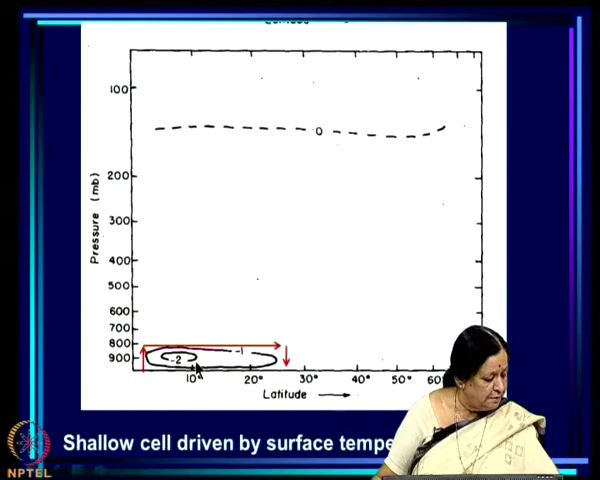 100
0
200
Pressure (mb)
300
400
500
600
700
800
-1
900
-2
10° 20° 30° 40° 50° 60°
Latitude
Shallow cell driven by surface
NPTEL